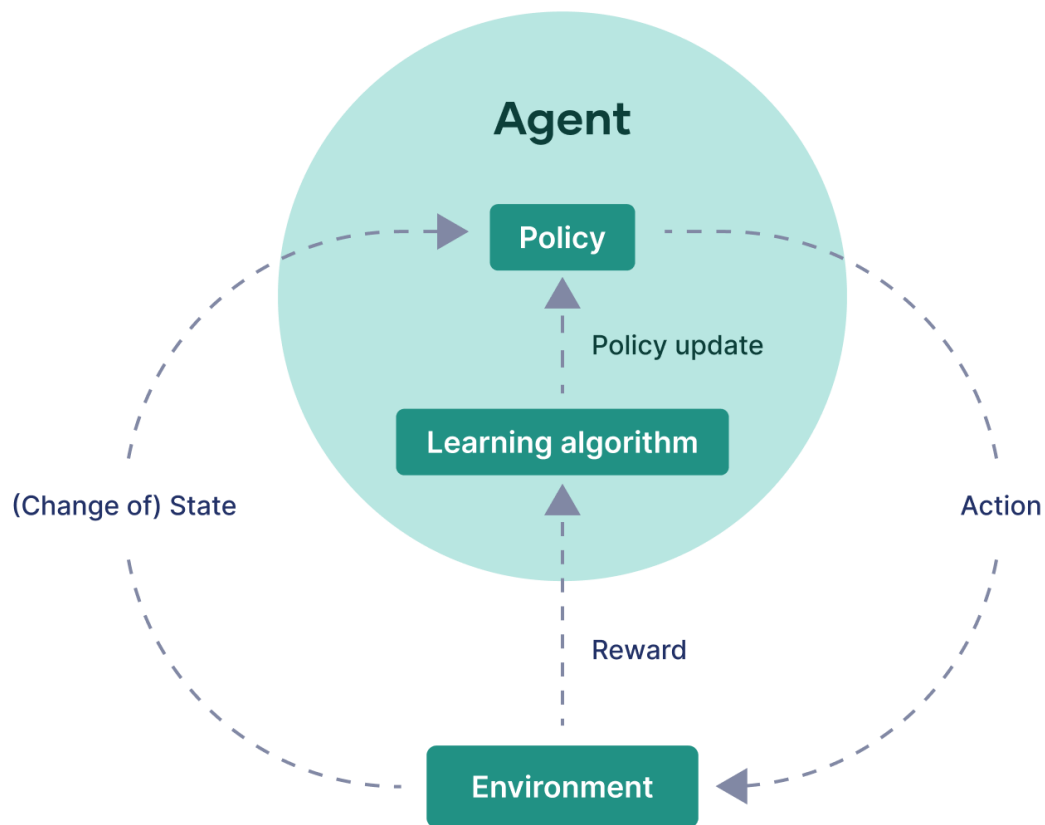 Agent
Policy
Policy update
Learning algorithm
(Change of) State
Action
Reward
Environment